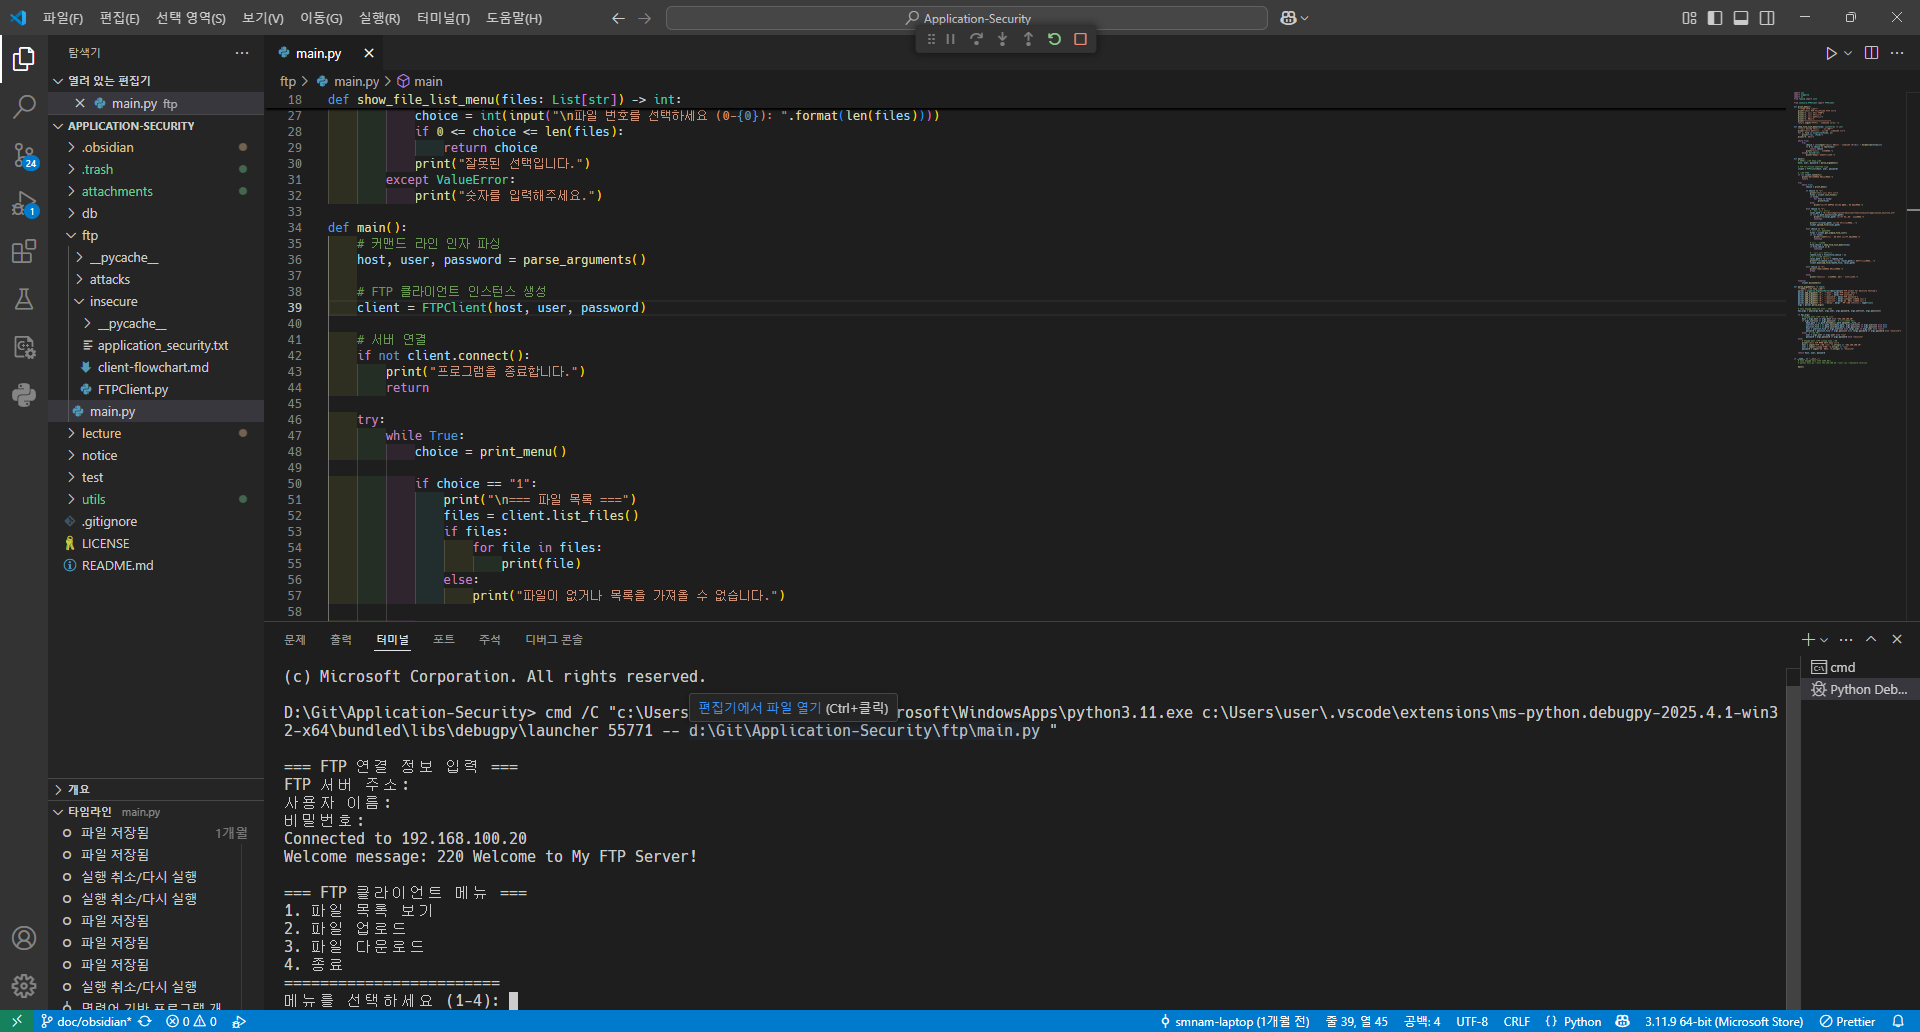 파일(F) 편집(E) 선택 영역(S) 보기(V) 이동(G) 실행(R) 터미널(T) 도움말(H)
Application-Security
탐색기
main.py
열려 있는 편집기
ftp > main.py > main
main.py ftp
APPLICATION-SECURITY
.obsidian
.trash
attachments
db
ftp
__pycache__
attacks
insecure
__pycache__
application_security.txt
client-flowchart.md
FTPClient.py
main.py
lecture
notice
test
utils
.gitignore
LICENSE
README.md
24
1
18 def show_file_list_menu(files: List[str]) -> int:
27 choice = int(input("\n파일 번호를 선택하세요 (0-{0}): ".format(len(files))))
28 if 0 <= choice <= len(files):
29 return choice
30 print("잘못된 선택입니다.")
31 except ValueError:
32 print("숫자를 입력해주세요.")
33
34 def main():
35 # 커맨드 라인 인자 파싱
36 host, user, password = parse_arguments()
37
38 # FTP 클라이언트 인스턴스 생성
39 client = FTPClient(host, user, password)
40
41 # 서버 연결
42 if not client.connect():
43 print("프로그램을 종료합니다.")
44 return
45
46 try:
47 while True:
48 choice = print_menu()
49
50 if choice == "1":
51 print("\n=== 파일 목록 ===")
52 files = client.list_files()
53 if files:
54 for file in files:
55 print(file)
56 else:
57 print("파일이 없거나 목록을 가져올 수 없습니다.")
58
문제 출력 터미널 포트 주석 디버그 콘솔
cmd
Python Deb...
(c) Microsoft Corporation. All rights reserved.
편집기에서 파일 열기 (Ctrl+클릭)
D:\Git\Application-Security> cmd /C "c:\Users rosoft\WindowsApps\python3.11.exe c:\Users\user\.vscode\extensions\ms-python.debugpy-2025.4.1-win3
2-x64\bundled\libs\debugpy\launcher 55771 -- d:\Git\Application-Security\ftp\main.py "
=== FTP 연결 정보 입력 ===
FTP 서버 주소:
사용자 이름:
비밀번호:
Connected to 192.168.100.20
Welcome message: 220 Welcome to My FTP Server!
=== FTP 클라이언트 메뉴 ===
1. 파일 목록 보기
2. 파일 업로드
3. 파일 다운로드
4. 종료
========================
메뉴를 선택하세요 (1-4):
개요
타임라인 main.py
파일 저장됨 1개월
파일 저장됨
실행 취소/다시 실행
실행 취소/다시 실행
파일 저장됨
파일 저장됨
파일 저장됨
실행 취소/다시 실행
명령어 기반 프로그램 개
doc/obsidian* 0 0 smnam-laptop (1개월 전) 줄 39, 열 45 공백: 4 UTF-8 CRLF {} Python 3.11.9 64-bit (Microsoft Store) Prettier